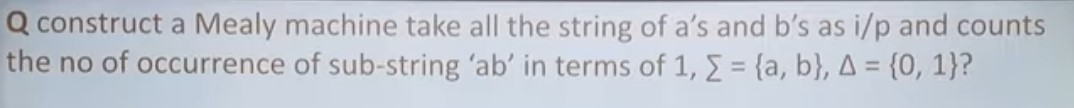 Q construct a Mealy machine take all the string of a’s and b’s as i/p and counts
the no of occurrence of sub-string ‘ab’ in terms of 1, ∑ = {a, b}, Δ = {0, 1}?